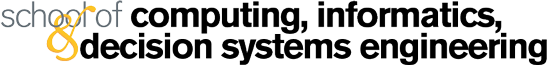 school of computing, informatics,
& decision systems engineering